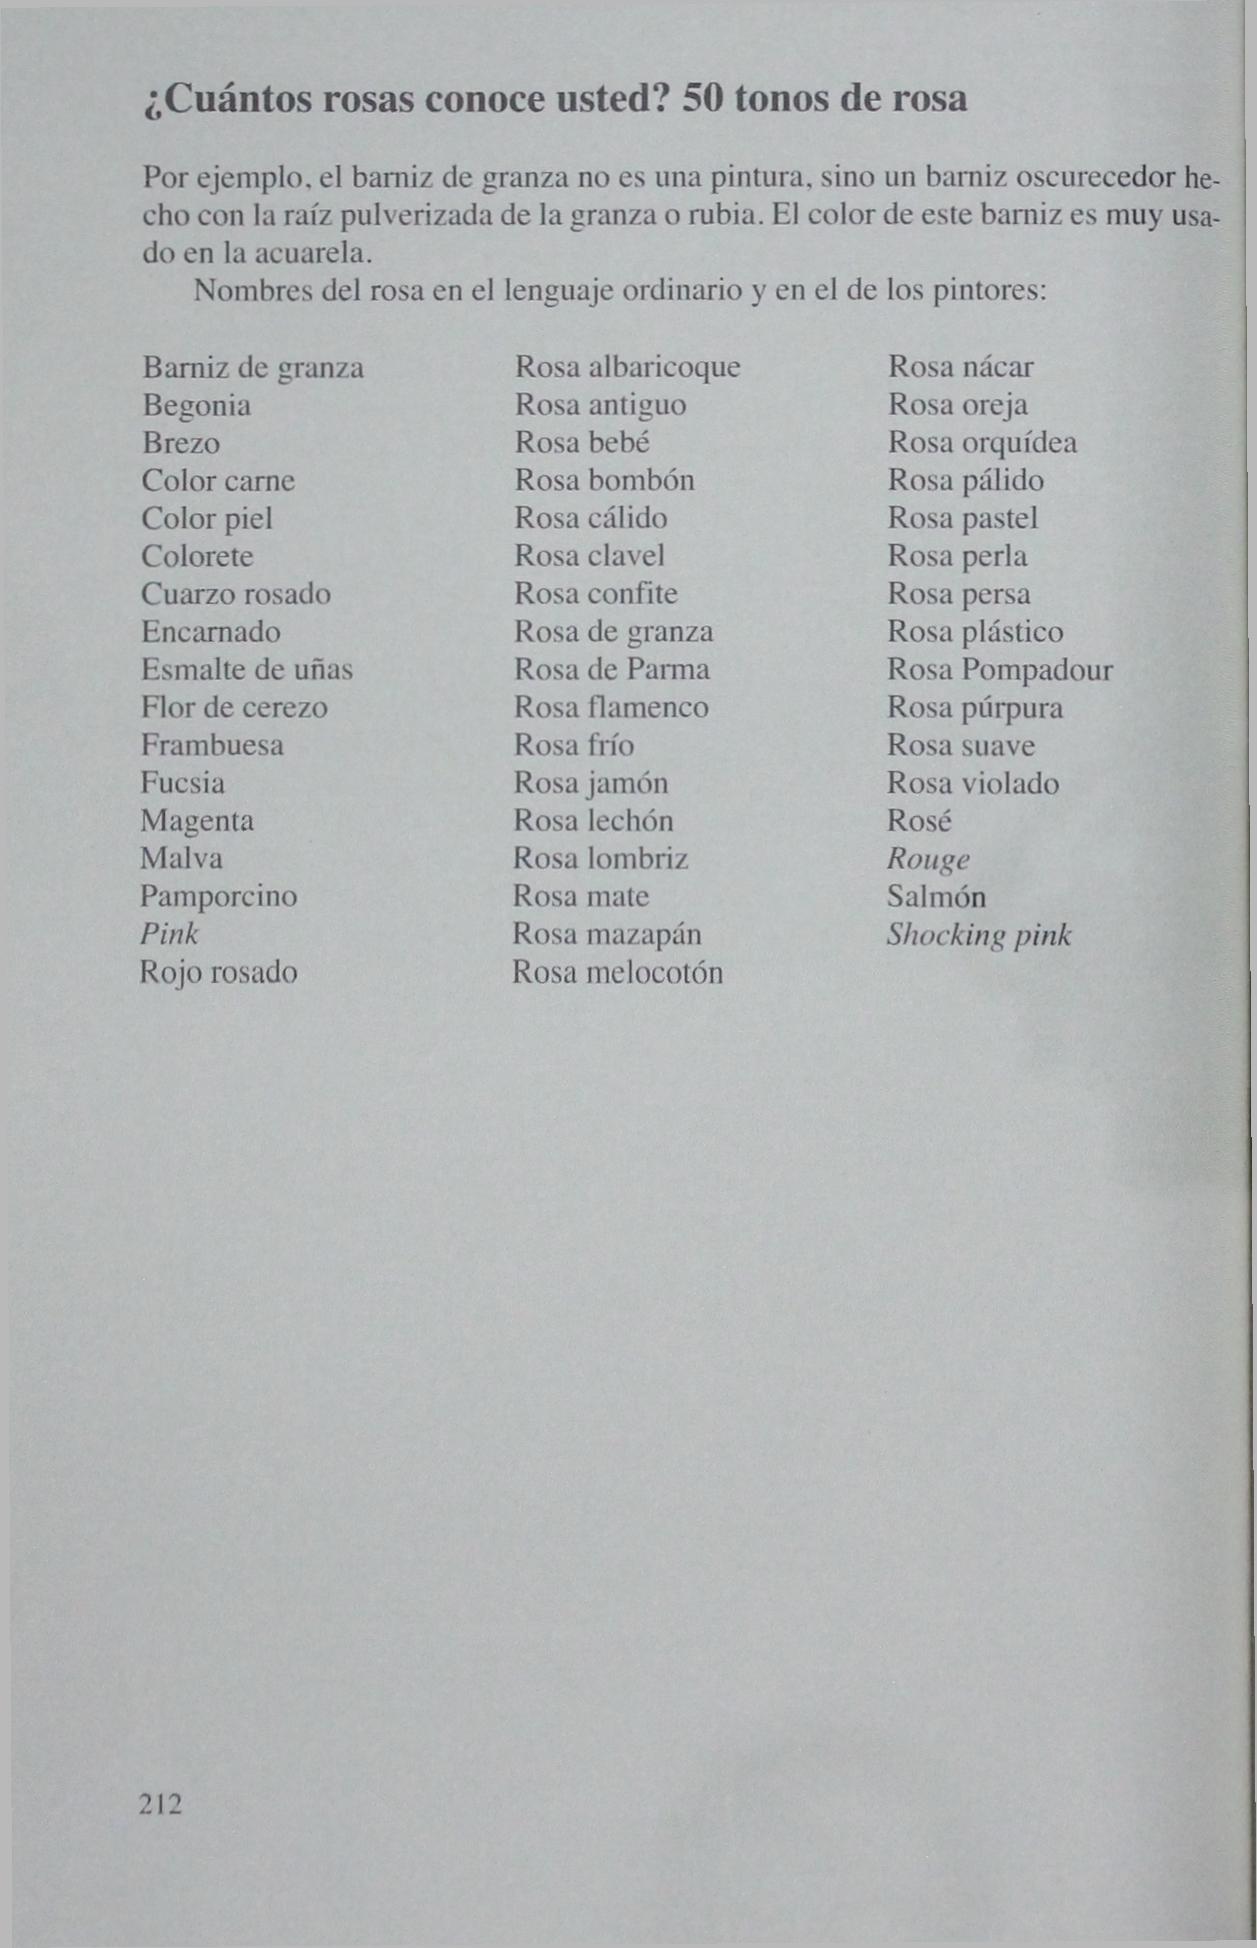 ¿Cuántos rosas conoce usted? 50 tonos de rosa
Por ejemplo, el barniz de granza no es una pintura, sino un barniz oscurecedor he-
cho con la raíz pulverizada de la granza o rubia. El color de este barniz es muy usa-
do en la acuarela.
Nombres del rosa en el lenguaje ordinario y en el de los pintores:
Barniz de granza
Begonia
Brezo
Color carne
Color piel
Colorete
Cuarzo rosado
Encarnado
Esmalte de uñas
Flor de cerezo
Frambuesa
Fucsia
Magenta
Malva
Pamporcino
Pink
Rojo rosado
Rosa albaricoque
Rosa antiguo
Rosa bebé
Rosa bombón
Rosa cálido
Rosa clavel
Rosa confite
Rosa de granza
Rosa de Parma
Rosa flamenco
Rosa frío
Rosa jamón
Rosa lechón
Rosa lombriz
Rosa mate
Rosa mazapán
Rosa melocotón
Rosa nácar
Rosa oreja
Rosa orquídea
Rosa pálido
Rosa pastel
Rosa perla
Rosa persa
Rosa plástico
Rosa Pompadour
Rosa púrpura
Rosa suave
Rosa violado
Rosé
Rouge
Salmón
Shocking pink
212